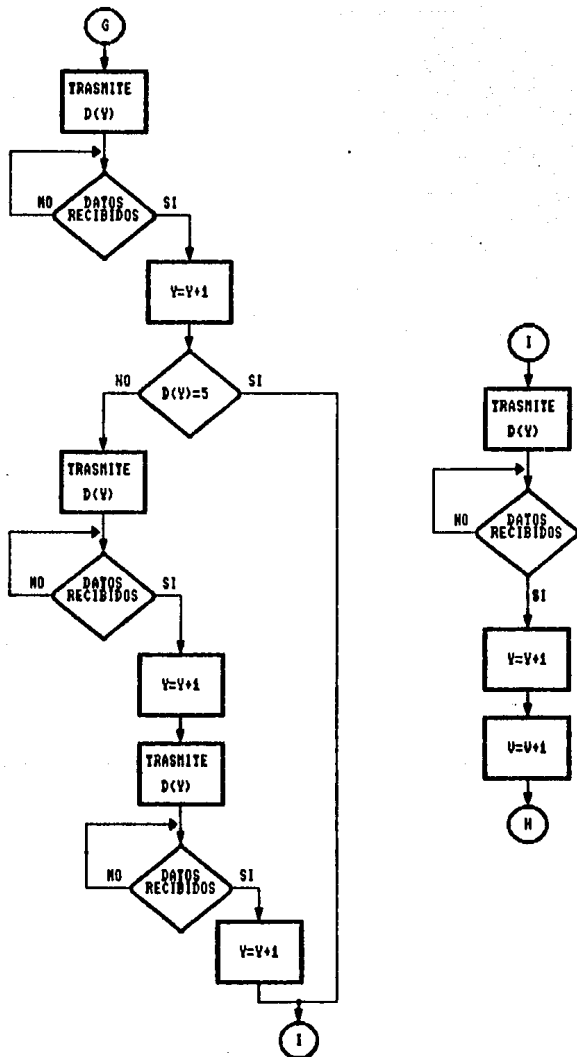 G
TRASMITE
D(Y)
NO
DATOS
RECIBIDOS
SI
Y=Y+1
NO
D(Y)=5
SI
TRASMITE
D(Y)
NO
DATOS
RECIBIDOS
SI
Y=Y+1
TRASMITE
D(Y)
NO
DATOS
RECIBIDOS
SI
Y=Y+1
I
I
TRASMITE
D(Y)
NO
DATOS
RECIBIDOS
SI
Y=Y+1
V=V+1
H